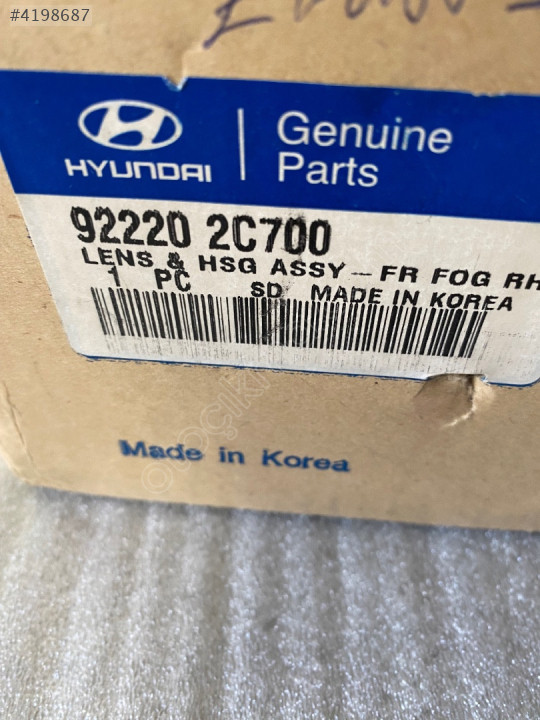 #4198687
HYUNDAI
Genuine
Parts
92220 2C700
LENS & HSG ASSY-FR FOG RH
1 PC SD MADE IN KOREA
Made in Korea